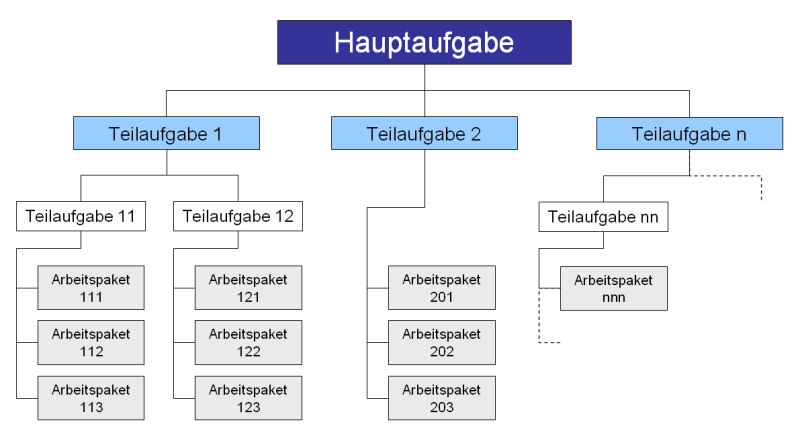 Hauptaufgabe
Teilaufgabe 1
Teilaufgabe 2
Teilaufgabe n
Teilaufgabe 11
Teilaufgabe 12
Teilaufgabe nn
Arbeitspaket
111
Arbeitspaket
121
Arbeitspaket
201
Arbeitspaket
nnn
Arbeitspaket
112
Arbeitspaket
122
Arbeitspaket
202
Arbeitspaket
113
Arbeitspaket
123
Arbeitspaket
203